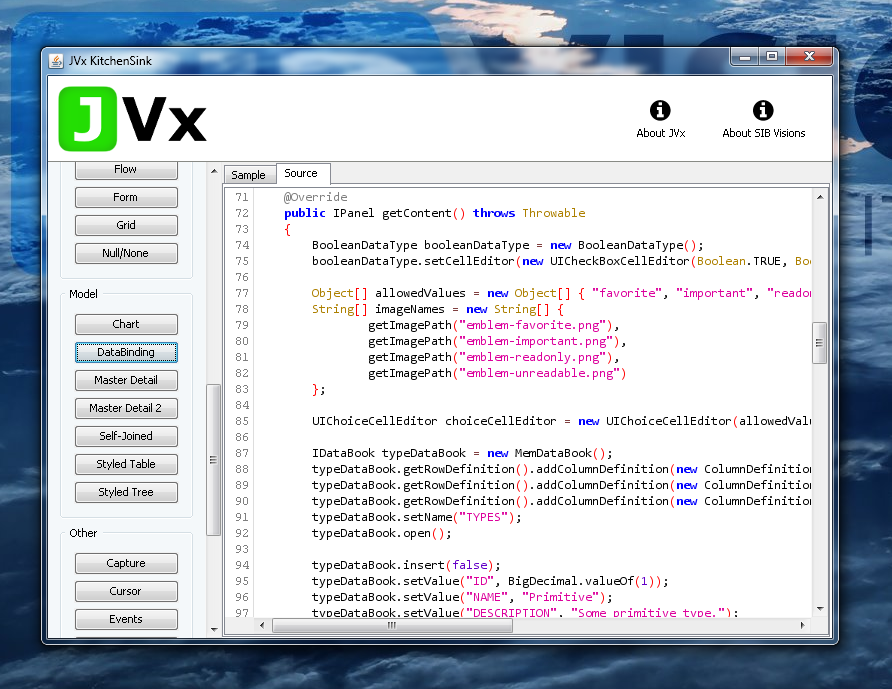 JVx KitchenSink
JVx
About JVx
About SIB Visions
Flow
Form
Grid
Null/None
Model
Chart
DataBinding
Master Detail
Master Detail 2
Self-Joined
Styled Table
Styled Tree
Other
Capture
Cursor
Events
Sample
Source
71 @Override
72 public IPanel getContent() throws Throwable
73 {
74 BooleanDataType booleanDataType = new BooleanDataType();
75 booleanDataType.setCellEditor(new UICheckBoxCellEditor(Boolean.TRUE, Boo
76
77 Object[] allowedValues = new Object[] { "favorite", "important", "readon
78 String[] imageNames = new String[] {
79 getImagePath("emblem-favorite.png"),
80 getImagePath("emblem-important.png"),
81 getImagePath("emblem-readonly.png"),
82 getImagePath("emblem-unreadable.png")
83 };
84
85 UIChoiceCellEditor choiceCellEditor = new UIChoiceCellEditor(allowedValu
86
87 IDataBook typeDataBook = new MemDataBook();
88 typeDataBook.getRowDefinition().addColumnDefinition(new ColumnDefinition
89 typeDataBook.getRowDefinition().addColumnDefinition(new ColumnDefinition
90 typeDataBook.getRowDefinition().addColumnDefinition(new ColumnDefinition
91 typeDataBook.setName("TYPES");
92 typeDataBook.open();
93
94 typeDataBook.insert(false);
95 typeDataBook.setValue("ID", BigDecimal.valueOf(1));
96 typeDataBook.setValue("NAME", "Primitive");
97 typeDataBook.setValue("DESCRIPTION", "Some primitive type.");